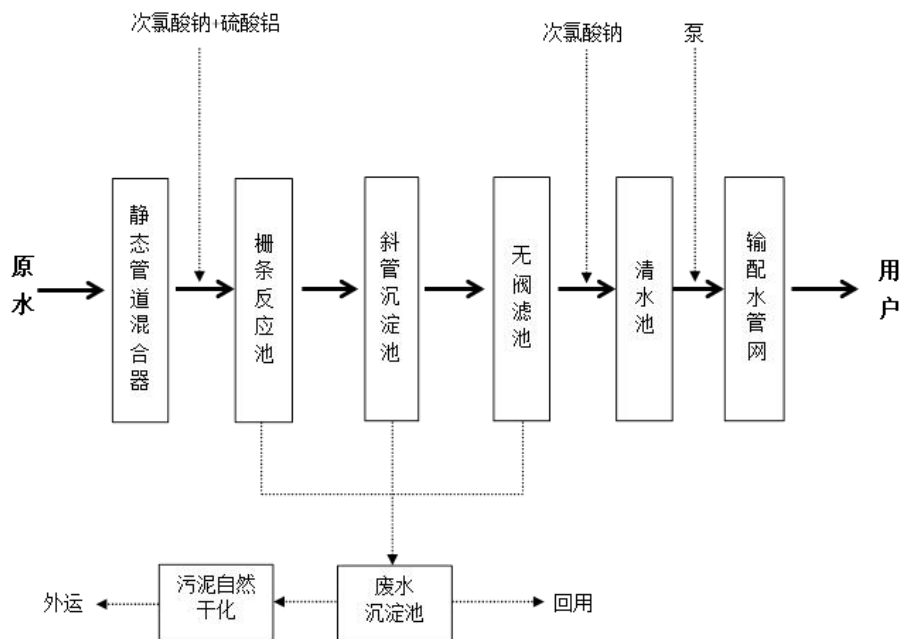 次氯酸钠+硫酸铝
次氯酸钠
泵
原水
静态管道混合器
栅条反应池
斜管沉淀池
无阀滤池
清水池
输配水管网
用户
外运
污泥自然
干化
废水
沉淀池
回用